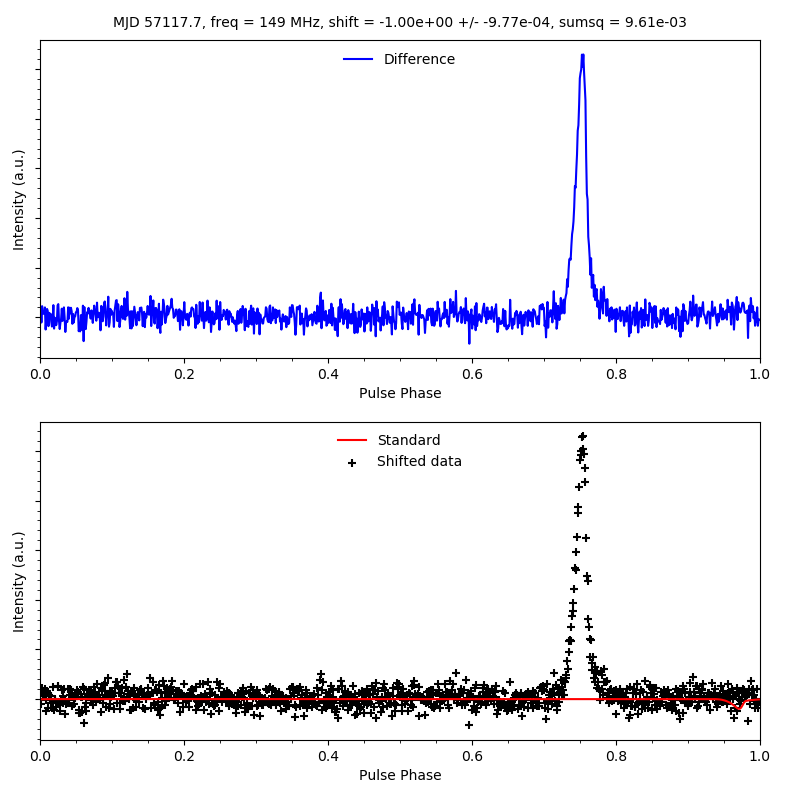 MJD 57117.7, freq = 149 MHz, shift = -1.00e+00 +/- -9.77e-04, sumsq = 9.61e-03
Difference
Intensity (a.u.)
0.0 0.2 0.4 0.6 0.8 1.0
Pulse Phase
Standard
Shifted data
Intensity (a.u.)
0.0 0.2 0.4 0.6 0.8 1.0
Pulse Phase